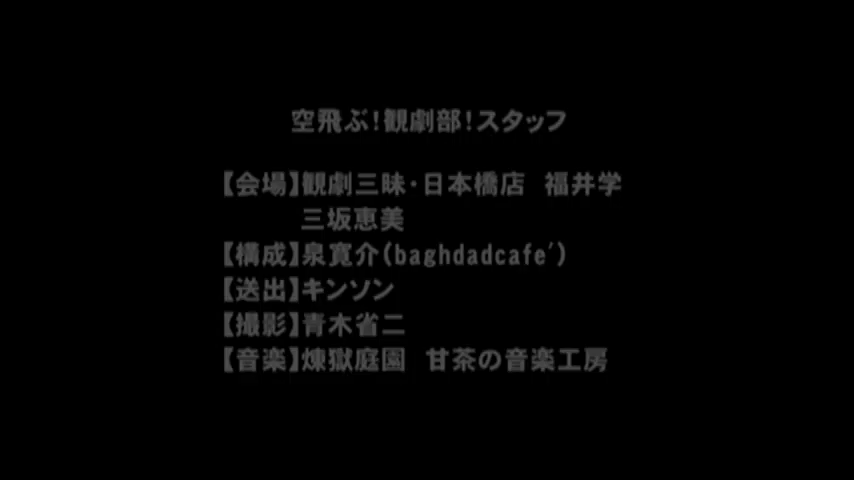 空飛ぶ!観劇部!スタッフ
【会場】観劇三昧・日本橋店　福井学
三坂恵美
【構成】泉寛介(baghdadcafe')
【送出】キンソン
【撮影】青木省二
【音楽】煉獄庭園　甘茶の音楽工房